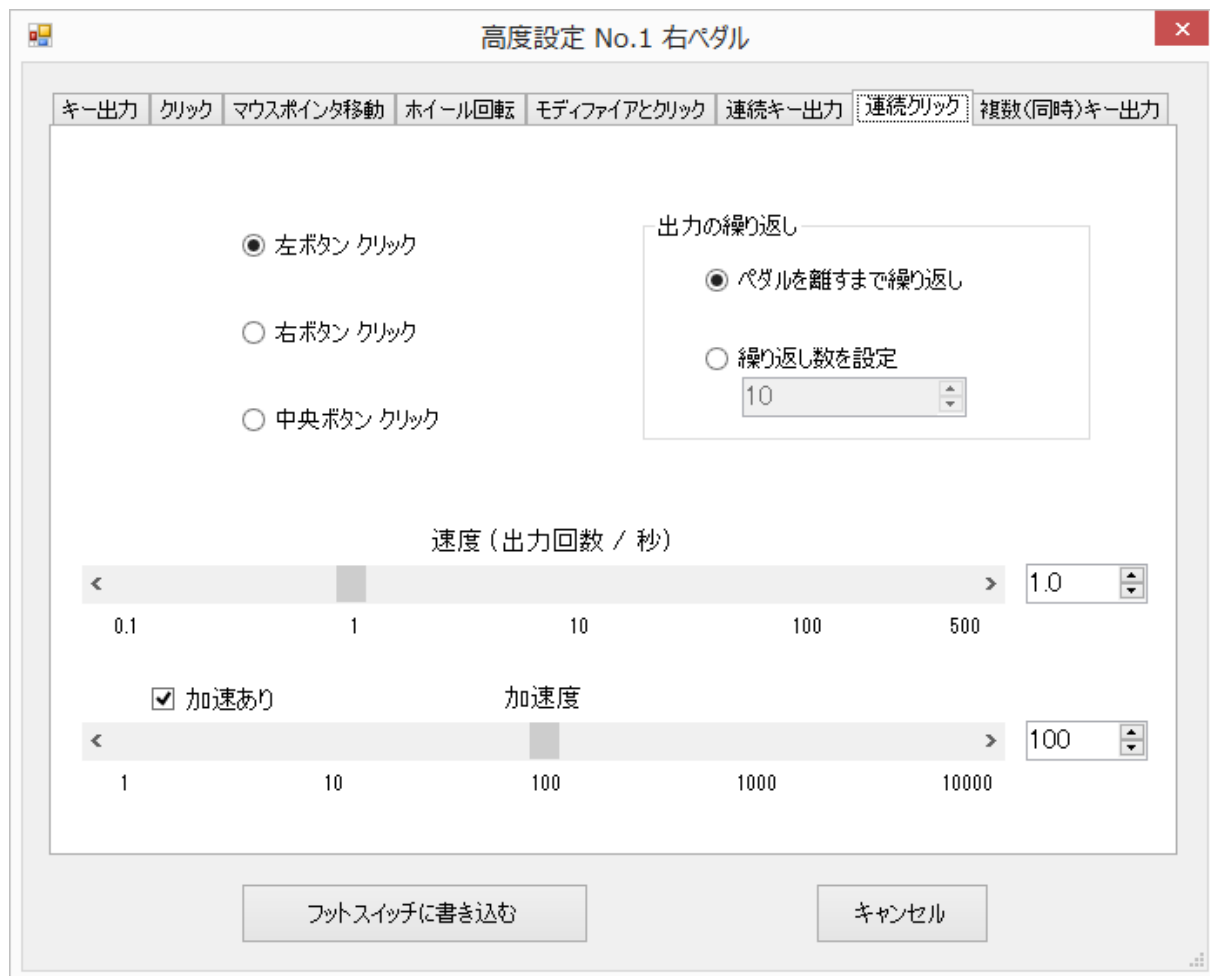 高度設定 No.1 右ペダル
キー出力 クリック マウスポインタ移動 ホイール回転 モディファイアとクリック 連続キー出力 連続クリック 複数(同時)キー出力
左ボタン クリック
右ボタン クリック
中央ボタン クリック
出力の繰り返し
ペダルを離すまで繰り返し
繰り返し数を設定
10
速度 (出力回数 / 秒)
1.0
0.1 1 10 100 500
加速あり 加速度
100
1 10 100 1000 10000
フットスイッチに書き込む キャンセル